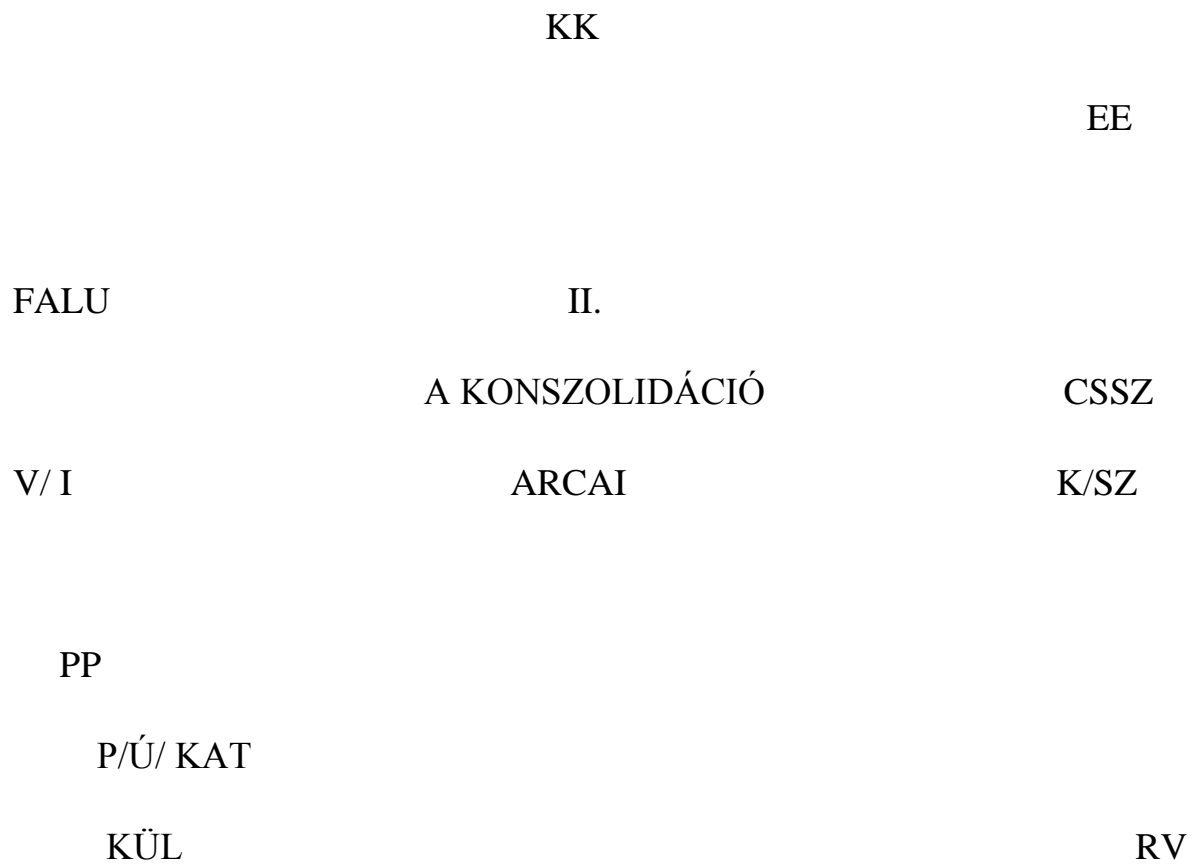 KK
EE
FALU II.
A KONSZOLIDÁCIÓ CSSZ
V/ I ARCAI K/SZ
PP
P/Ú/ KAT
KÜL RV